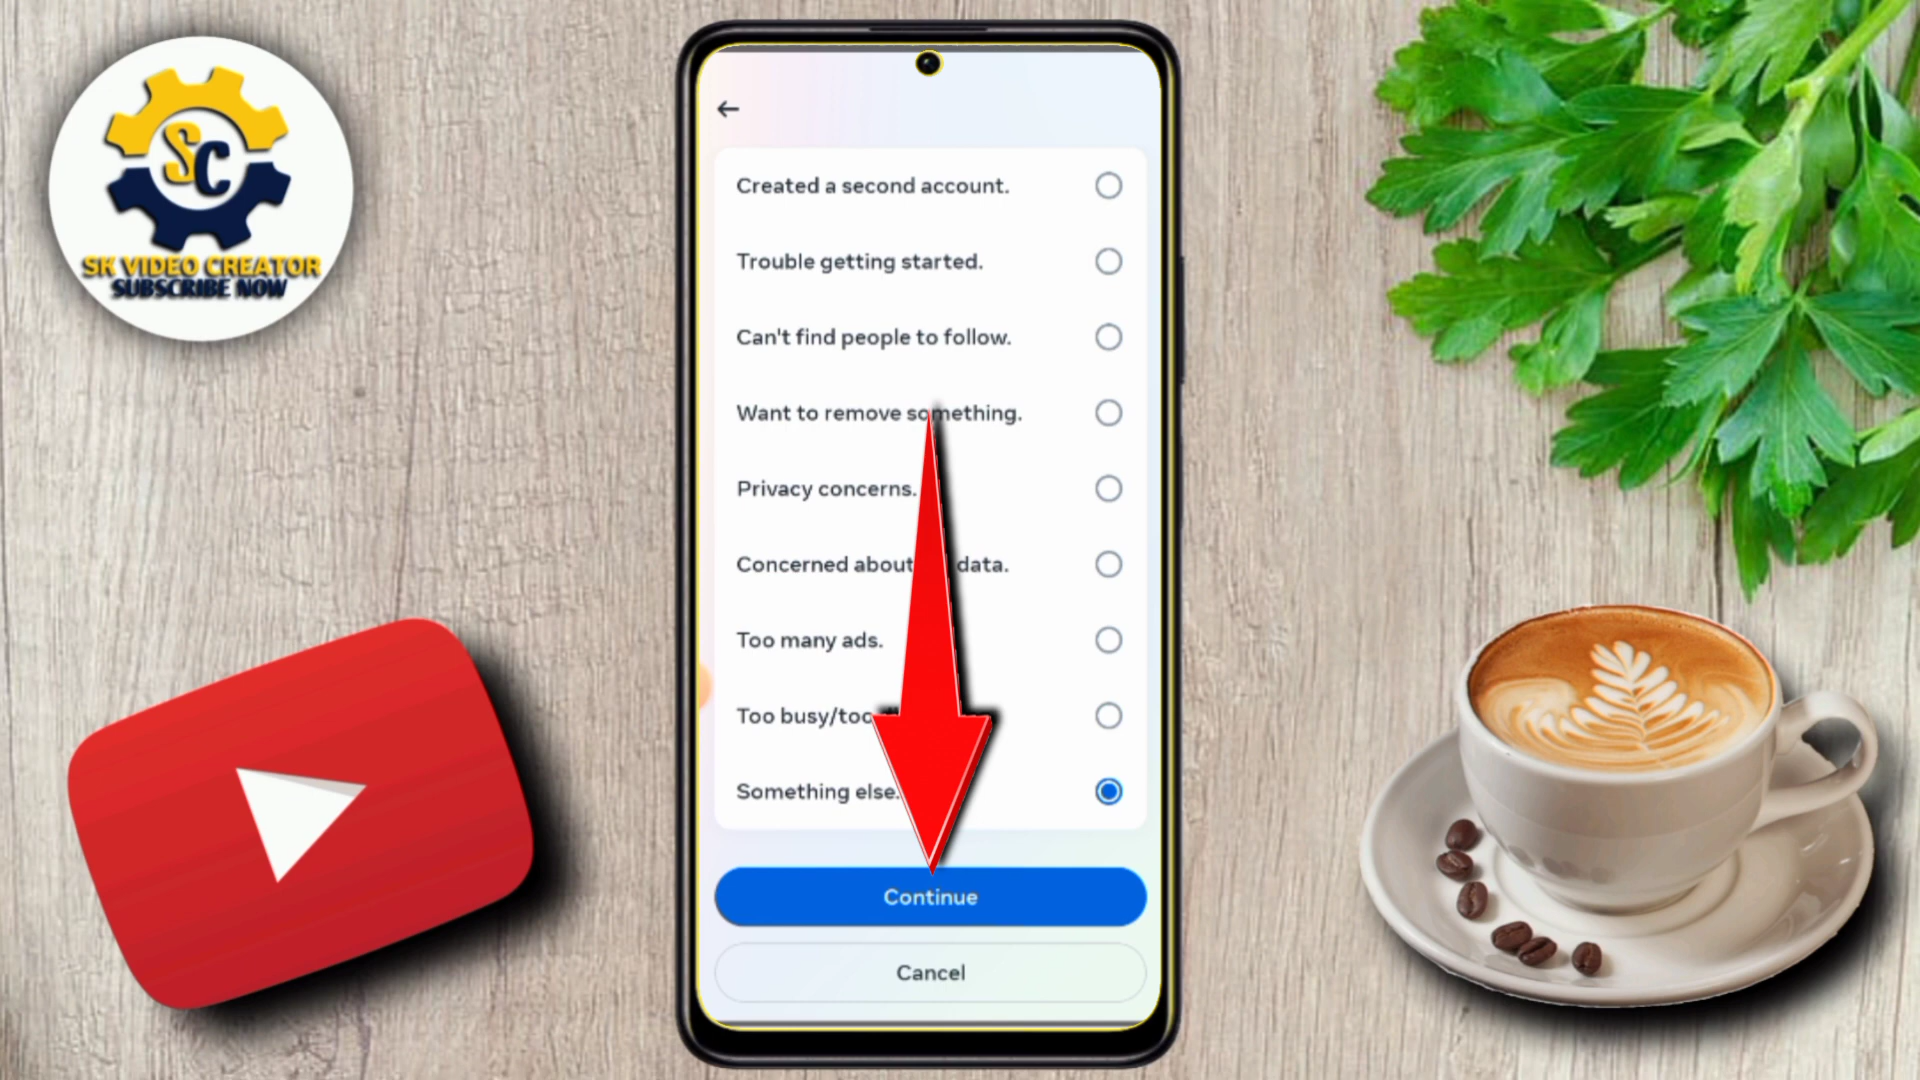 SC
SK VIDEO CREATOR
SUBSCRIBE NOW
Created a second account.
Trouble getting started.
Can't find people to follow.
Want to remove something.
Privacy concerns.
Concerned about data.
Too many ads.
Too busy/too
Something else.
Continue
Cancel